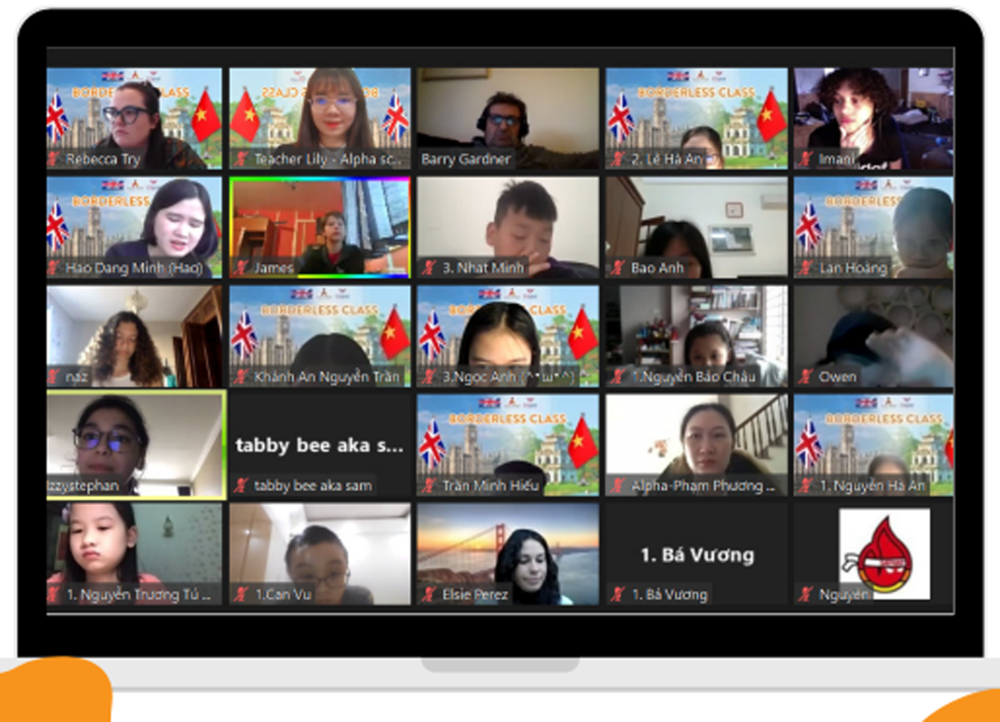 BORDERLESS CLASS
Rebecca Try
BORDERLESS CLASS
Teacher Lily - Alpha sc...
Barry Gardner
BORDERLESS CLASS
2. Lê Hà An
Imani
BORDERLESS
Hao Dang Minh (Hao)
James
3. Nhat Minh
Bao Anh
BORDERLESS
Lan Hoàng
naz
BORDERLESS CLASS
Khánh An Nguyễn Trần
BORDERLESS CLASS
3.Ngọc Anh (^•ω•^)
1.Nguyễn Bảo Châu
Owen
Izzystephan
tabby bee aka s...
tabby bee aka sam
BORDERLESS CLASS
Trần Minh Hiếu
Alpha-Phạm Phương ...
BORDERLESS CLASS
1. Nguyễn Hà An
1. Nguyễn Trương Tú ...
1.Can Vu
Elsie Perez
1. Bá Vương
1. Bá Vương
Nguyên